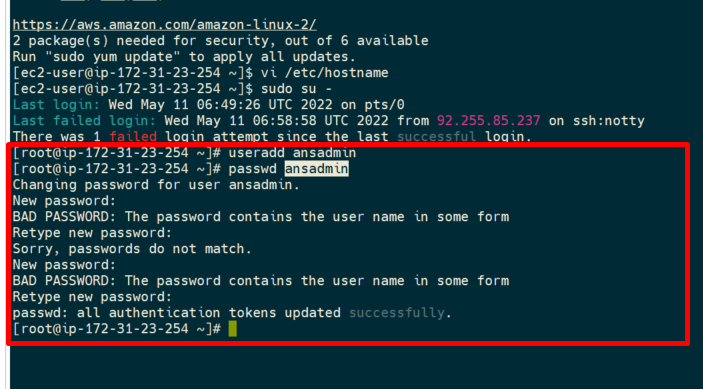 https://aws.amazon.com/amazon-linux-2/
2 package(s) needed for security, out of 6 available
Run "sudo yum update" to apply all updates.
[ec2-user@ip-172-31-23-254 ~]$ vi /etc/hostname
[ec2-user@ip-172-31-23-254 ~]$ sudo su -
Last login: Wed May 11 06:49:26 UTC 2022 on pts/0
Last failed login: Wed May 11 06:58:58 UTC 2022 from 92.255.85.237 on ssh:notty
There was 1 failed login attempt since the last successful login.
[root@ip-172-31-23-254 ~]# useradd ansadmin
[root@ip-172-31-23-254 ~]# passwd ansadmin
Changing password for user ansadmin.
New password:
BAD PASSWORD: The password contains the user name in some form
Retype new password:
Sorry, passwords do not match.
New password:
BAD PASSWORD: The password contains the user name in some form
Retype new password:
passwd: all authentication tokens updated successfully.
[root@ip-172-31-23-254 ~]#